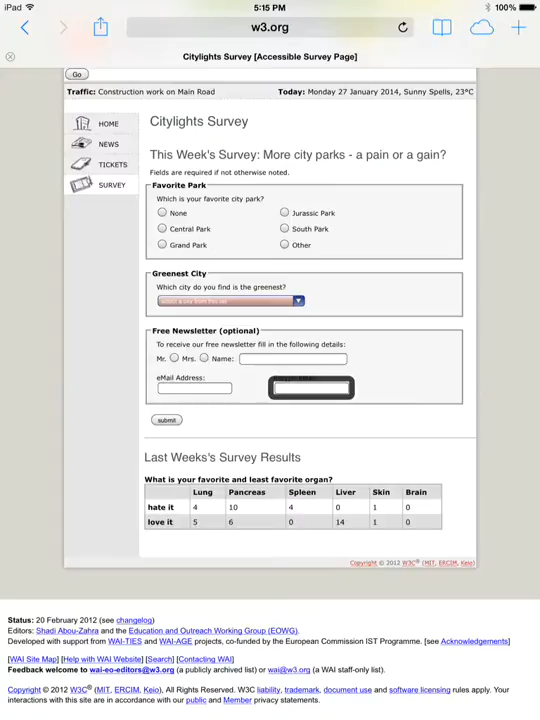 iPad 5:15 PM 100%
w3.org
Citylights Survey [Accessible Survey Page]
Go
Traffic: Construction work on Main Road Today: Monday 27 January 2014, Sunny Spells, 23°C
HOME
NEWS
TICKETS
SURVEY
Citylights Survey
This Week's Survey: More city parks - a pain or a gain?
Fields are required if not otherwise noted.
Favorite Park
Which is your favorite city park?
None Jurassic Park
Central Park South Park
Grand Park Other
Greenest City
Which city do you find is the greenest?
Select a city from this list
Free Newsletter (optional)
To receive our free newsletter fill in the following details:
Mr. Mrs. Name:
eMail Address:
submit
Last Weeks's Survey Results
What is your favorite and least favorite organ?
Lung Pancreas Spleen Liver Skin Brain
hate it 4 10 4 0 1 0
love it 5 6 0 14 1 0
Copyright © 2012 W3C® (MIT, ERCIM, Keio)
Status: 20 February 2012 (see changelog)
Editors: Shadi Abou-Zahra and the Education and Outreach Working Group (EOWG).
Developed with support from WAI-TIES and WAI-AGE projects, co-funded by the European Commission IST Programme. [see Acknowledgements]
[WAI Site Map] [Help with WAI Website] [Search] [Contacting WAI]
Feedback welcome to wai-eo-editors@w3.org (a publicly archived list) or wai@w3.org (a WAI staff-only list).
Copyright © 2012 W3C® (MIT, ERCIM, Keio), All Rights Reserved. W3C liability, trademark, document use and software licensing rules apply. Your
interactions with this site are in accordance with our public and Member privacy statements.